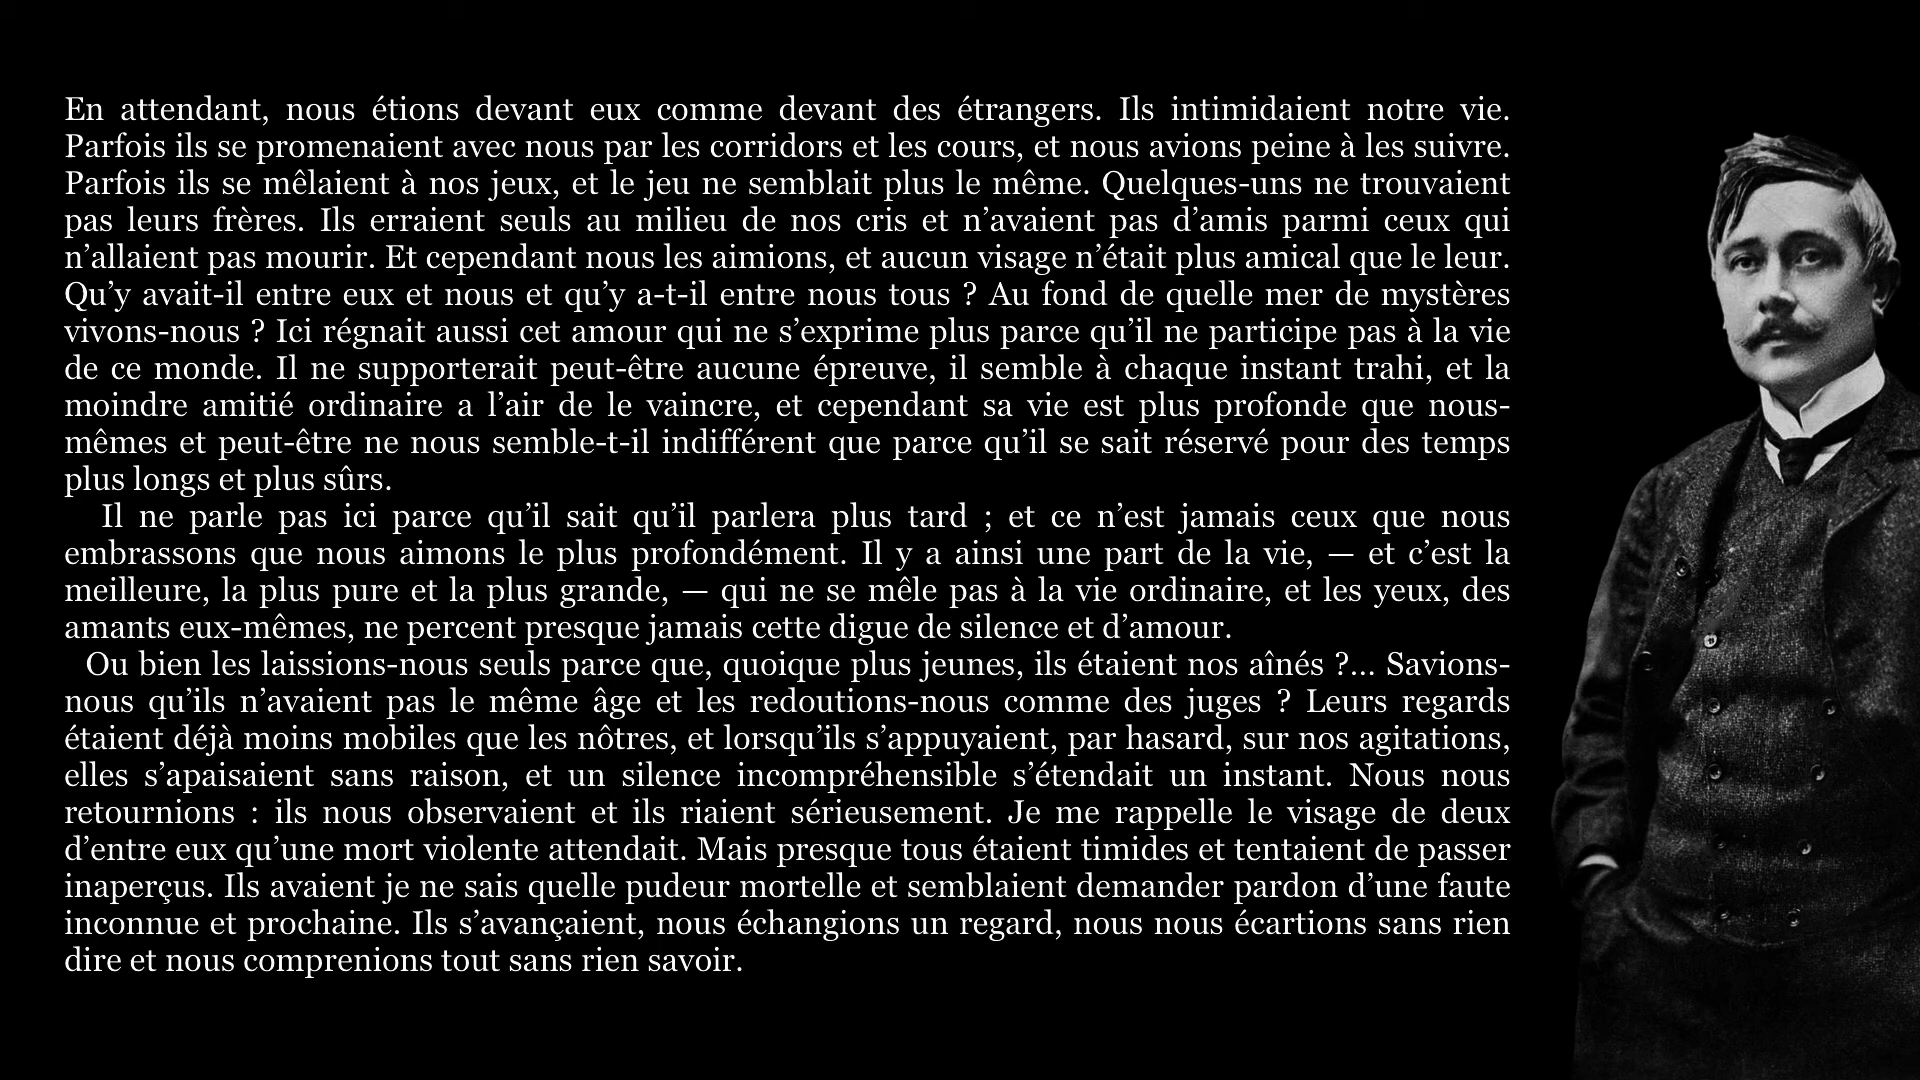 En attendant, nous étions devant eux comme devant des étrangers. Ils intimidaient notre vie.
Parfois ils se promenaient avec nous par les corridors et les cours, et nous avions peine à les suivre.
Parfois ils se mêlaient à nos jeux, et le jeu ne semblait plus le même. Quelques-uns ne trouvaient
pas leurs frères. Ils erraient seuls au milieu de nos cris et n’avaient pas d’amis parmi ceux qui
n’allaient pas mourir. Et cependant nous les aimions, et aucun visage n’était plus amical que le leur.
Qu’y avait-il entre eux et nous et qu’y a-t-il entre nous tous ? Au fond de quelle mer de mystères
vivons-nous ? Ici régnait aussi cet amour qui ne s’exprime plus parce qu’il ne participe pas à la vie
de ce monde. Il ne supporterait peut-être aucune épreuve, il semble à chaque instant trahi, et la
moindre amitié ordinaire a l’air de le vaincre, et cependant sa vie est plus profonde que nous-
mêmes et peut-être ne nous semble-t-il indifférent que parce qu’il se sait réservé pour des temps
plus longs et plus sûrs.
Il ne parle pas ici parce qu’il sait qu’il parlera plus tard ; et ce n’est jamais ceux que nous
embrassons que nous aimons le plus profondément. Il y a ainsi une part de la vie, — et c’est la
meilleure, la plus pure et la plus grande, — qui ne se mêle pas à la vie ordinaire, et les yeux, des
amants eux-mêmes, ne percent presque jamais cette digue de silence et d’amour.
Ou bien les laissions-nous seuls parce que, quoique plus jeunes, ils étaient nos aînés ?... Savions-
nous qu’ils n’avaient pas le même âge et les redoutions-nous comme des juges ? Leurs regards
étaient déjà moins mobiles que les nôtres, et lorsqu’ils s’appuyaient, par hasard, sur nos agitations,
elles s’apaisaient sans raison, et un silence incompréhensible s’étendait un instant. Nous nous
retournions : ils nous observaient et ils riaient sérieusement. Je me rappelle le visage de deux
d’entre eux qu’une mort violente attendait. Mais presque tous étaient timides et tentaient de passer
inaperçus. Ils avaient je ne sais quelle pudeur mortelle et semblaient demander pardon d’une faute
inconnue et prochaine. Ils s’avançaient, nous échangions un regard, nous nous écartions sans rien
dire et nous comprenions tout sans rien savoir.